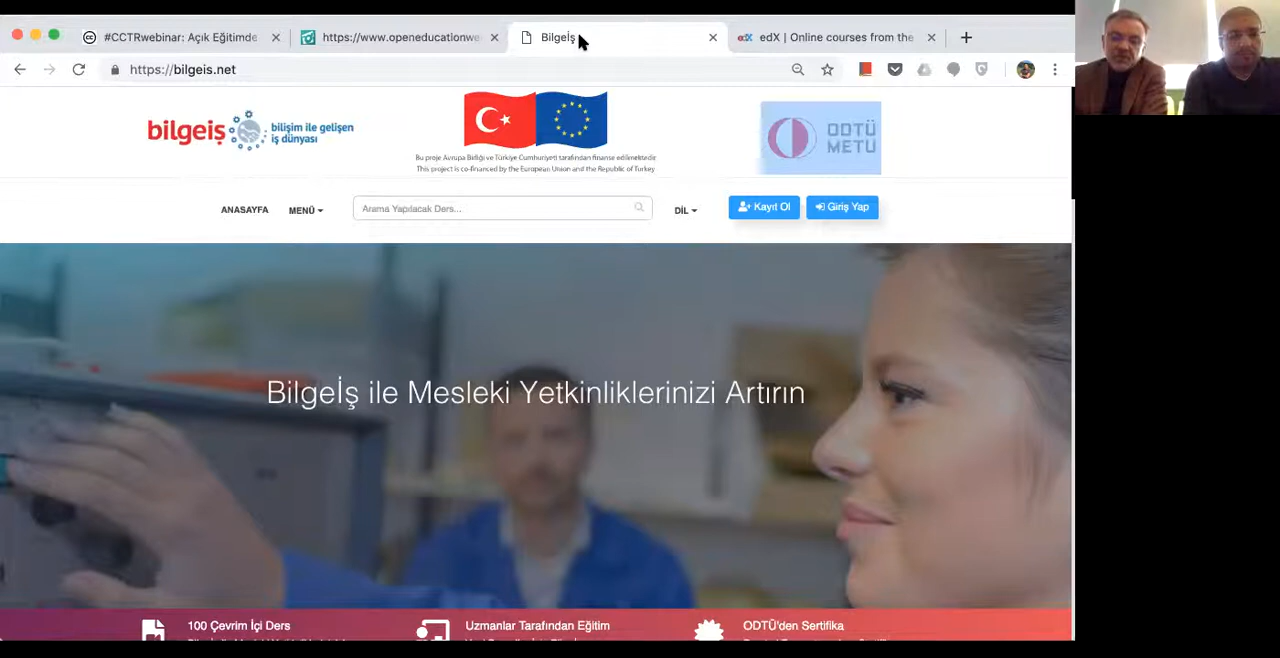 #CCTRwebinar: Açık Eğitimde
https://www.openeducationwe
Bilgeİş
edX | Online courses from the
https://bilgeis.net
bilgeiş
bilişim ile gelişen
iş dünyası
Bu proje Avrupa Birliği ve Türkiye Cumhuriyeti tarafından finanse edilmektedir
This project is co-financed by the European Union and the Republic of Turkey
ODTÜ
METU
ANASAYFA
MENÜ
Arama Yapılacak Ders...
DİL
Kayıt Ol
Giriş Yap
Bilgeİş ile Mesleki Yetkinliklerinizi Artırın
100 Çevrim İçi Ders
Uzmanlar Tarafından Eğitim
ODTÜ'den Sertifika